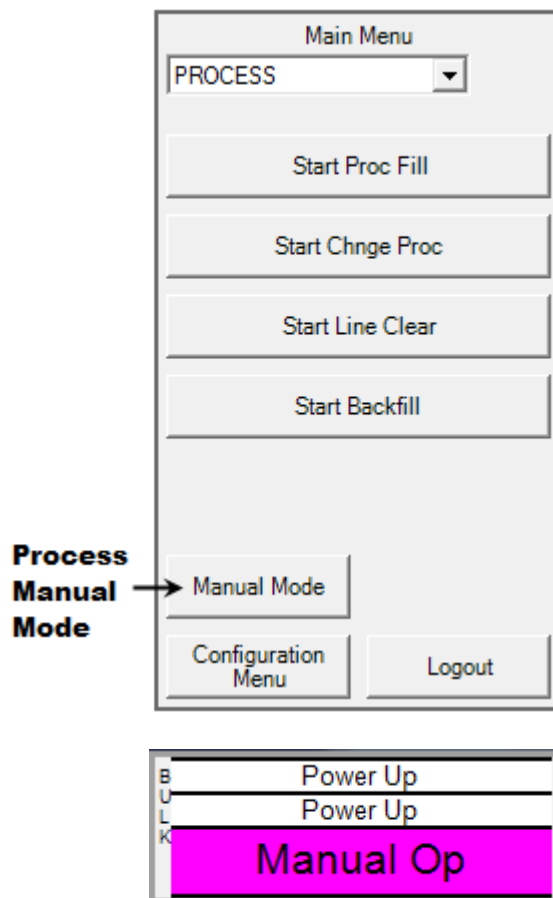 Main Menu
PROCESS
Start Proc Fill
Start Chnge Proc
Start Line Clear
Start Backfill
Process
Manual
Mode
Manual Mode
Configuration
Menu
Logout
BULK
Power Up
Power Up
Manual Op